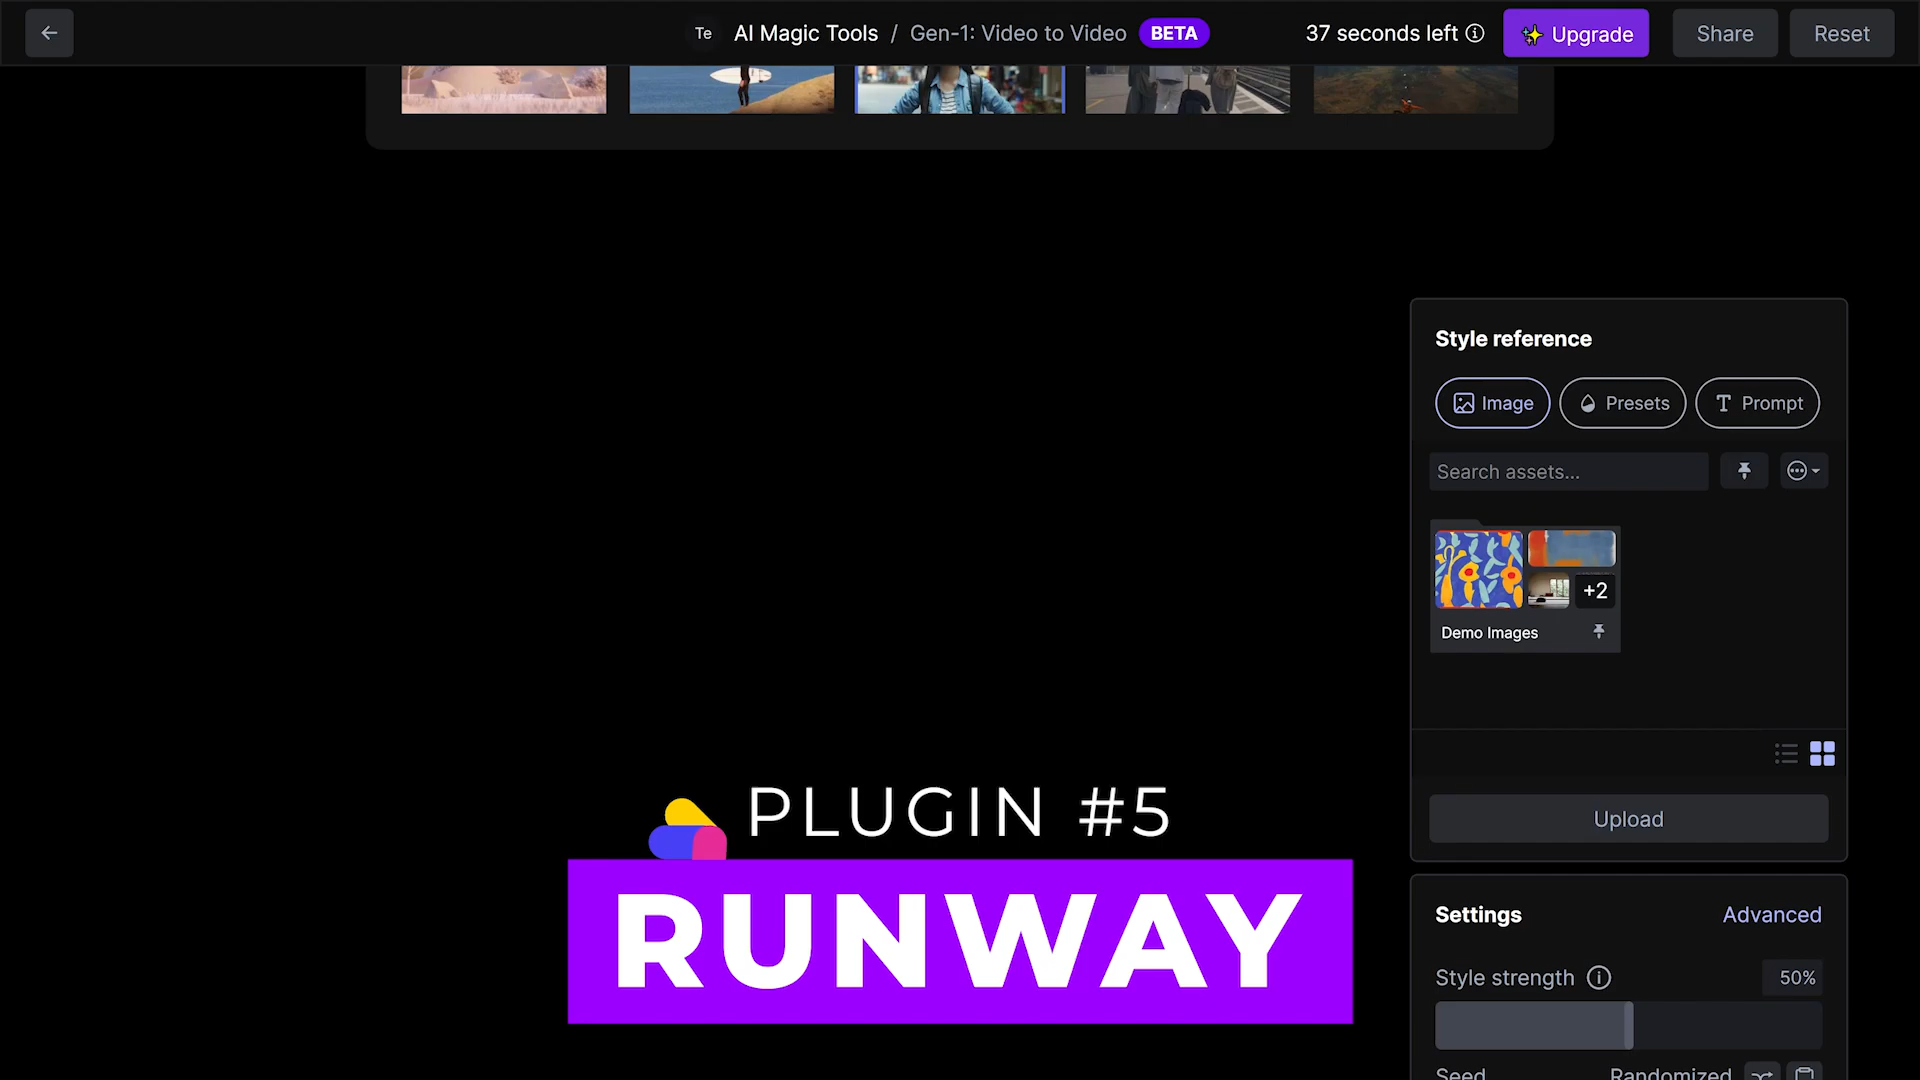 Te AI Magic Tools / Gen-1: Video to Video BETA 37 seconds left Upgrade Share Reset
Style reference
Image Presets Prompt
Search assets...
+2
Demo Images
Upload
PLUGIN #5
RUNWAY
Settings Advanced
Style strength 50%
Seed Randomized